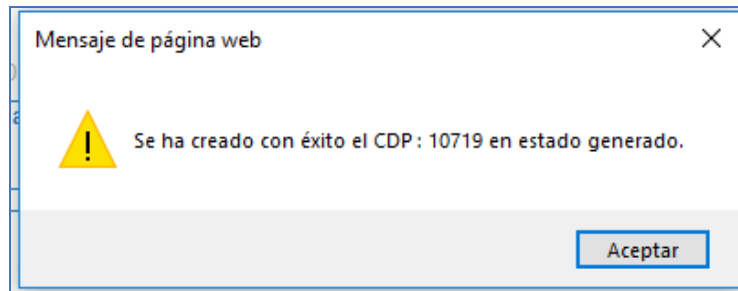 Mensaje de página web
Se ha creado con éxito el CDP : 10719 en estado generado.
Aceptar